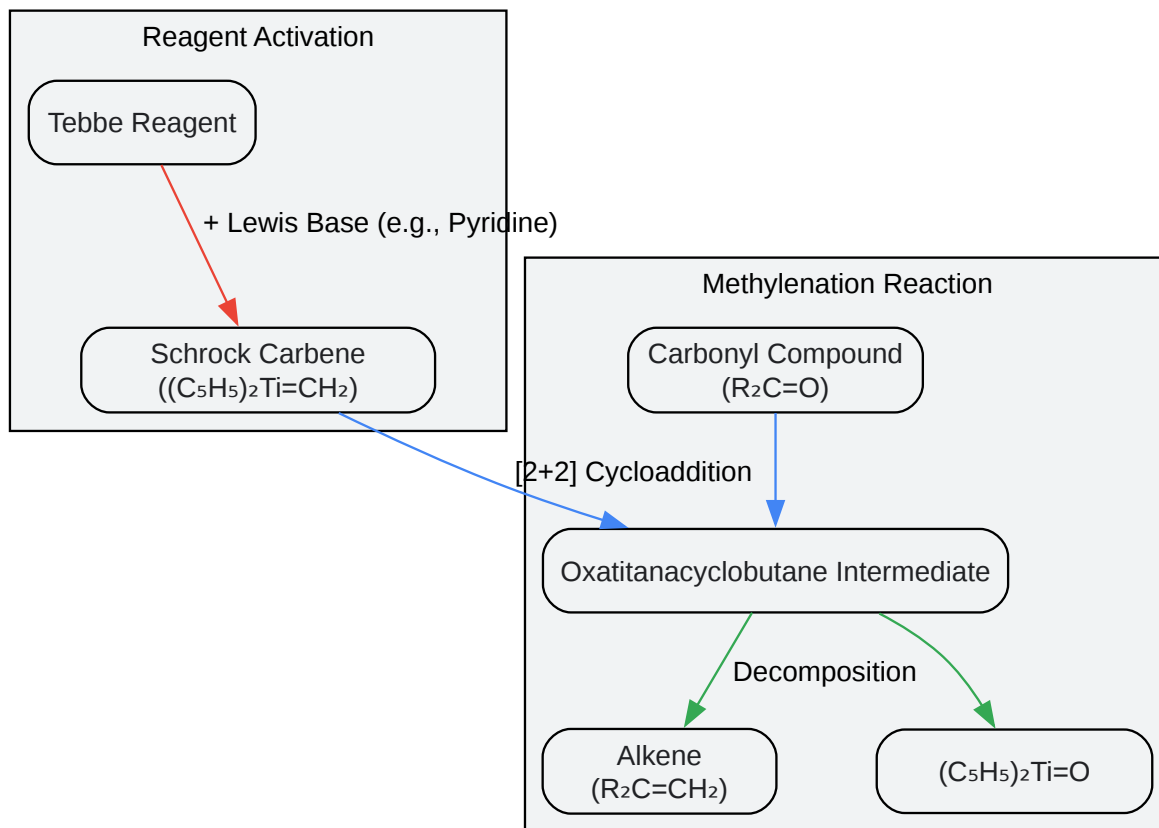 Reagent Activation
Tebbe Reagent
+ Lewis Base (e.g., Pyridine)
Schrock Carbene
((C₅H₅)₂Ti=CH₂)
Methylenation Reaction
Carbonyl Compound
(R₂C=O)
[2+2] Cycloaddition
Oxatitanacyclobutane Intermediate
Decomposition
Alkene
(R₂C=CH₂)
(C₅H₅)₂Ti=O